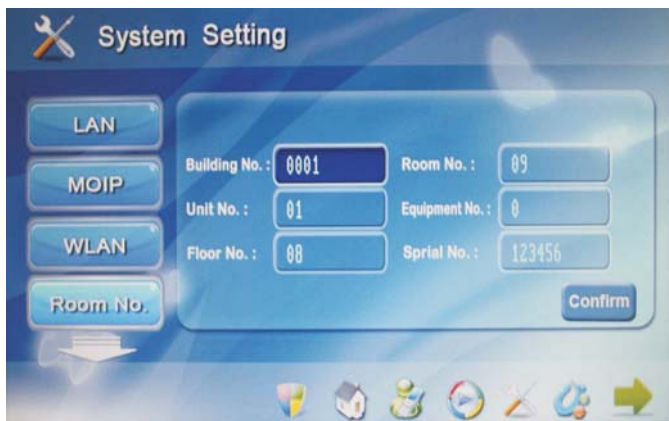 System Setting
LAN
MOIP
WLAN
Room No.
Building No. : 0001 Room No. : 09
Unit No. : 01 Equipment No. : 0
Floor No. : 08 Sprial No. : 123456
Confirm